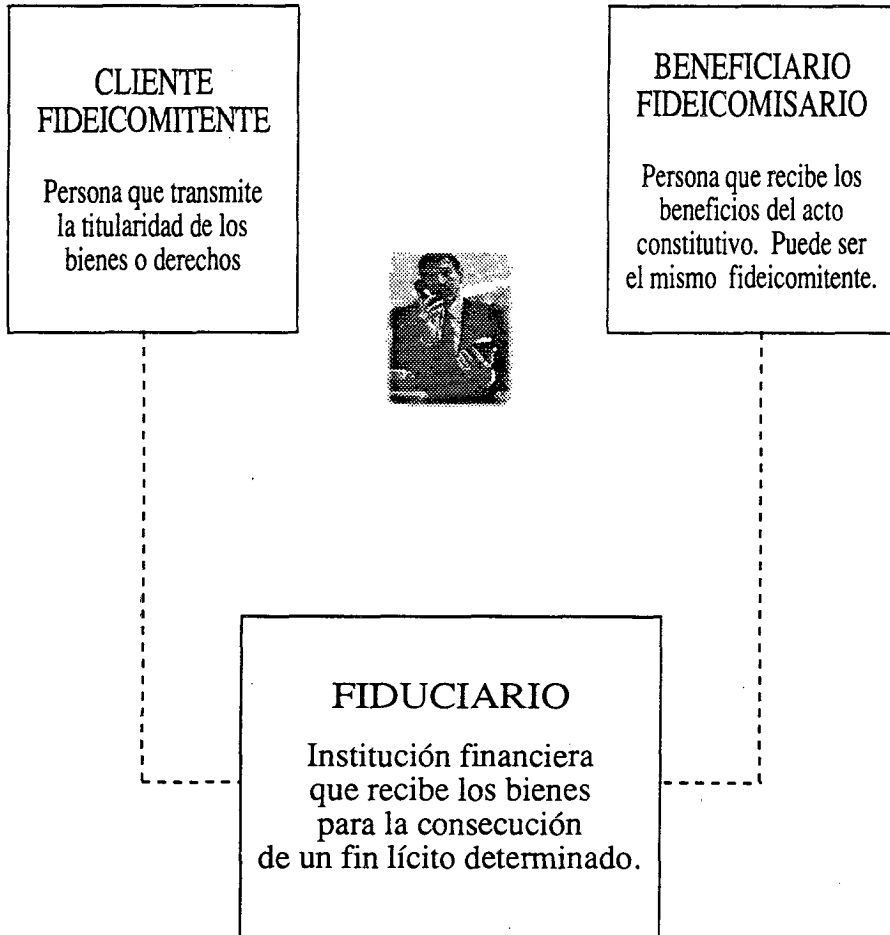 CLIENTE
FIDEICOMITENTE
Persona que transmite
la titularidad de los
bienes o derechos
BENEFICIARIO
FIDEICOMISARIO
Persona que recibe los
beneficios del acto
constitutivo. Puede ser
el mismo fideicomitente.
FIDUCIARIO
Institución financiera
que recibe los bienes
para la consecución
de un fin lícito determinado.